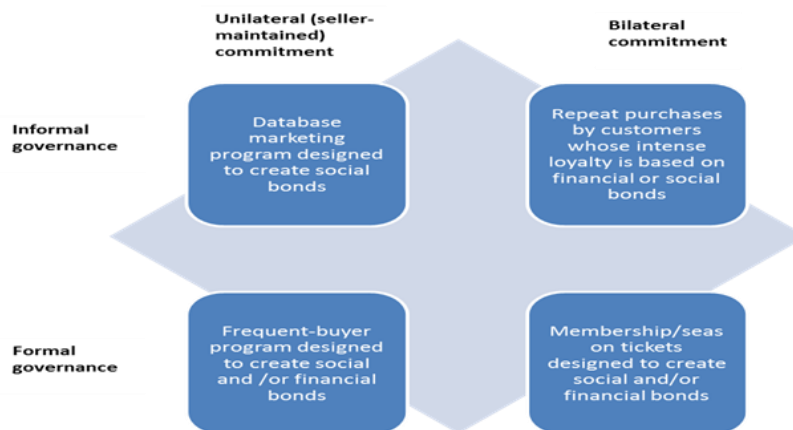 Unilateral (seller-
maintained)
commitment
Bilateral
commitment
Informal
governance
Database
marketing
program designed
to create social
bonds
Repeat purchases
by customers
whose intense
loyalty is based on
financial or social
bonds
Formal
governance
Frequent-buyer
program designed
to create social
and /or financial
bonds
Membership/seas
on tickets
designed to create
social and/or
financial bonds